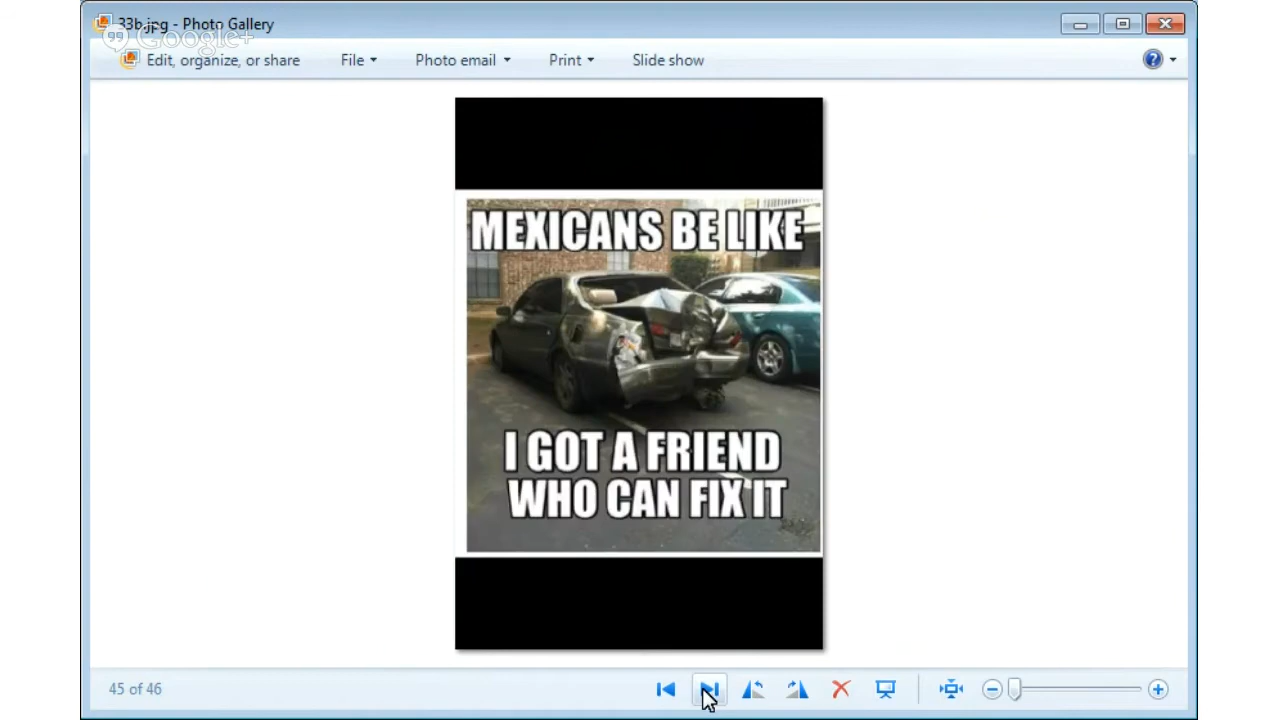 33b.jpg - Photo Gallery
Google+
Edit, organize, or share File Photo email Print Slide show
MEXICANS BE LIKE
I GOT A FRIEND
WHO CAN FIX IT
45 of 46